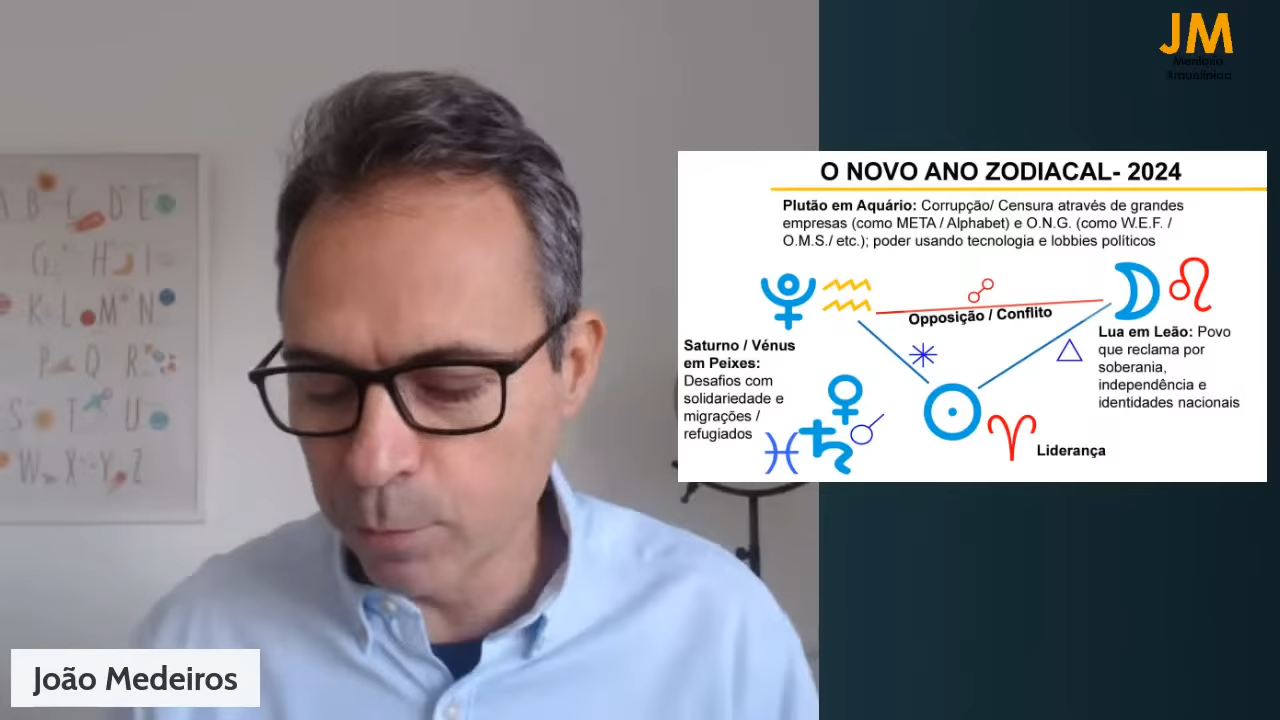 JM
Mentoria
O NOVO ANO ZODIACAL- 2024
Plutão em Aquário: Corrupção/ Censura através de grandes
empresas (como META / Alphabet) e O.N.G. (como W.E.F. /
O.M.S./ etc.); poder usando tecnologia e lobbies políticos
Opposição / Conflito
Saturno / Vénus
em Peixes:
Desafios com
solidariedade e
migrações /
refugiados
Lua em Leão: Povo
que reclama por
soberania,
independência e
identidades nacionais
Liderança
A B C D E
G H I
K L M N
P Q R
S T U
W X Y Z
João Medeiros